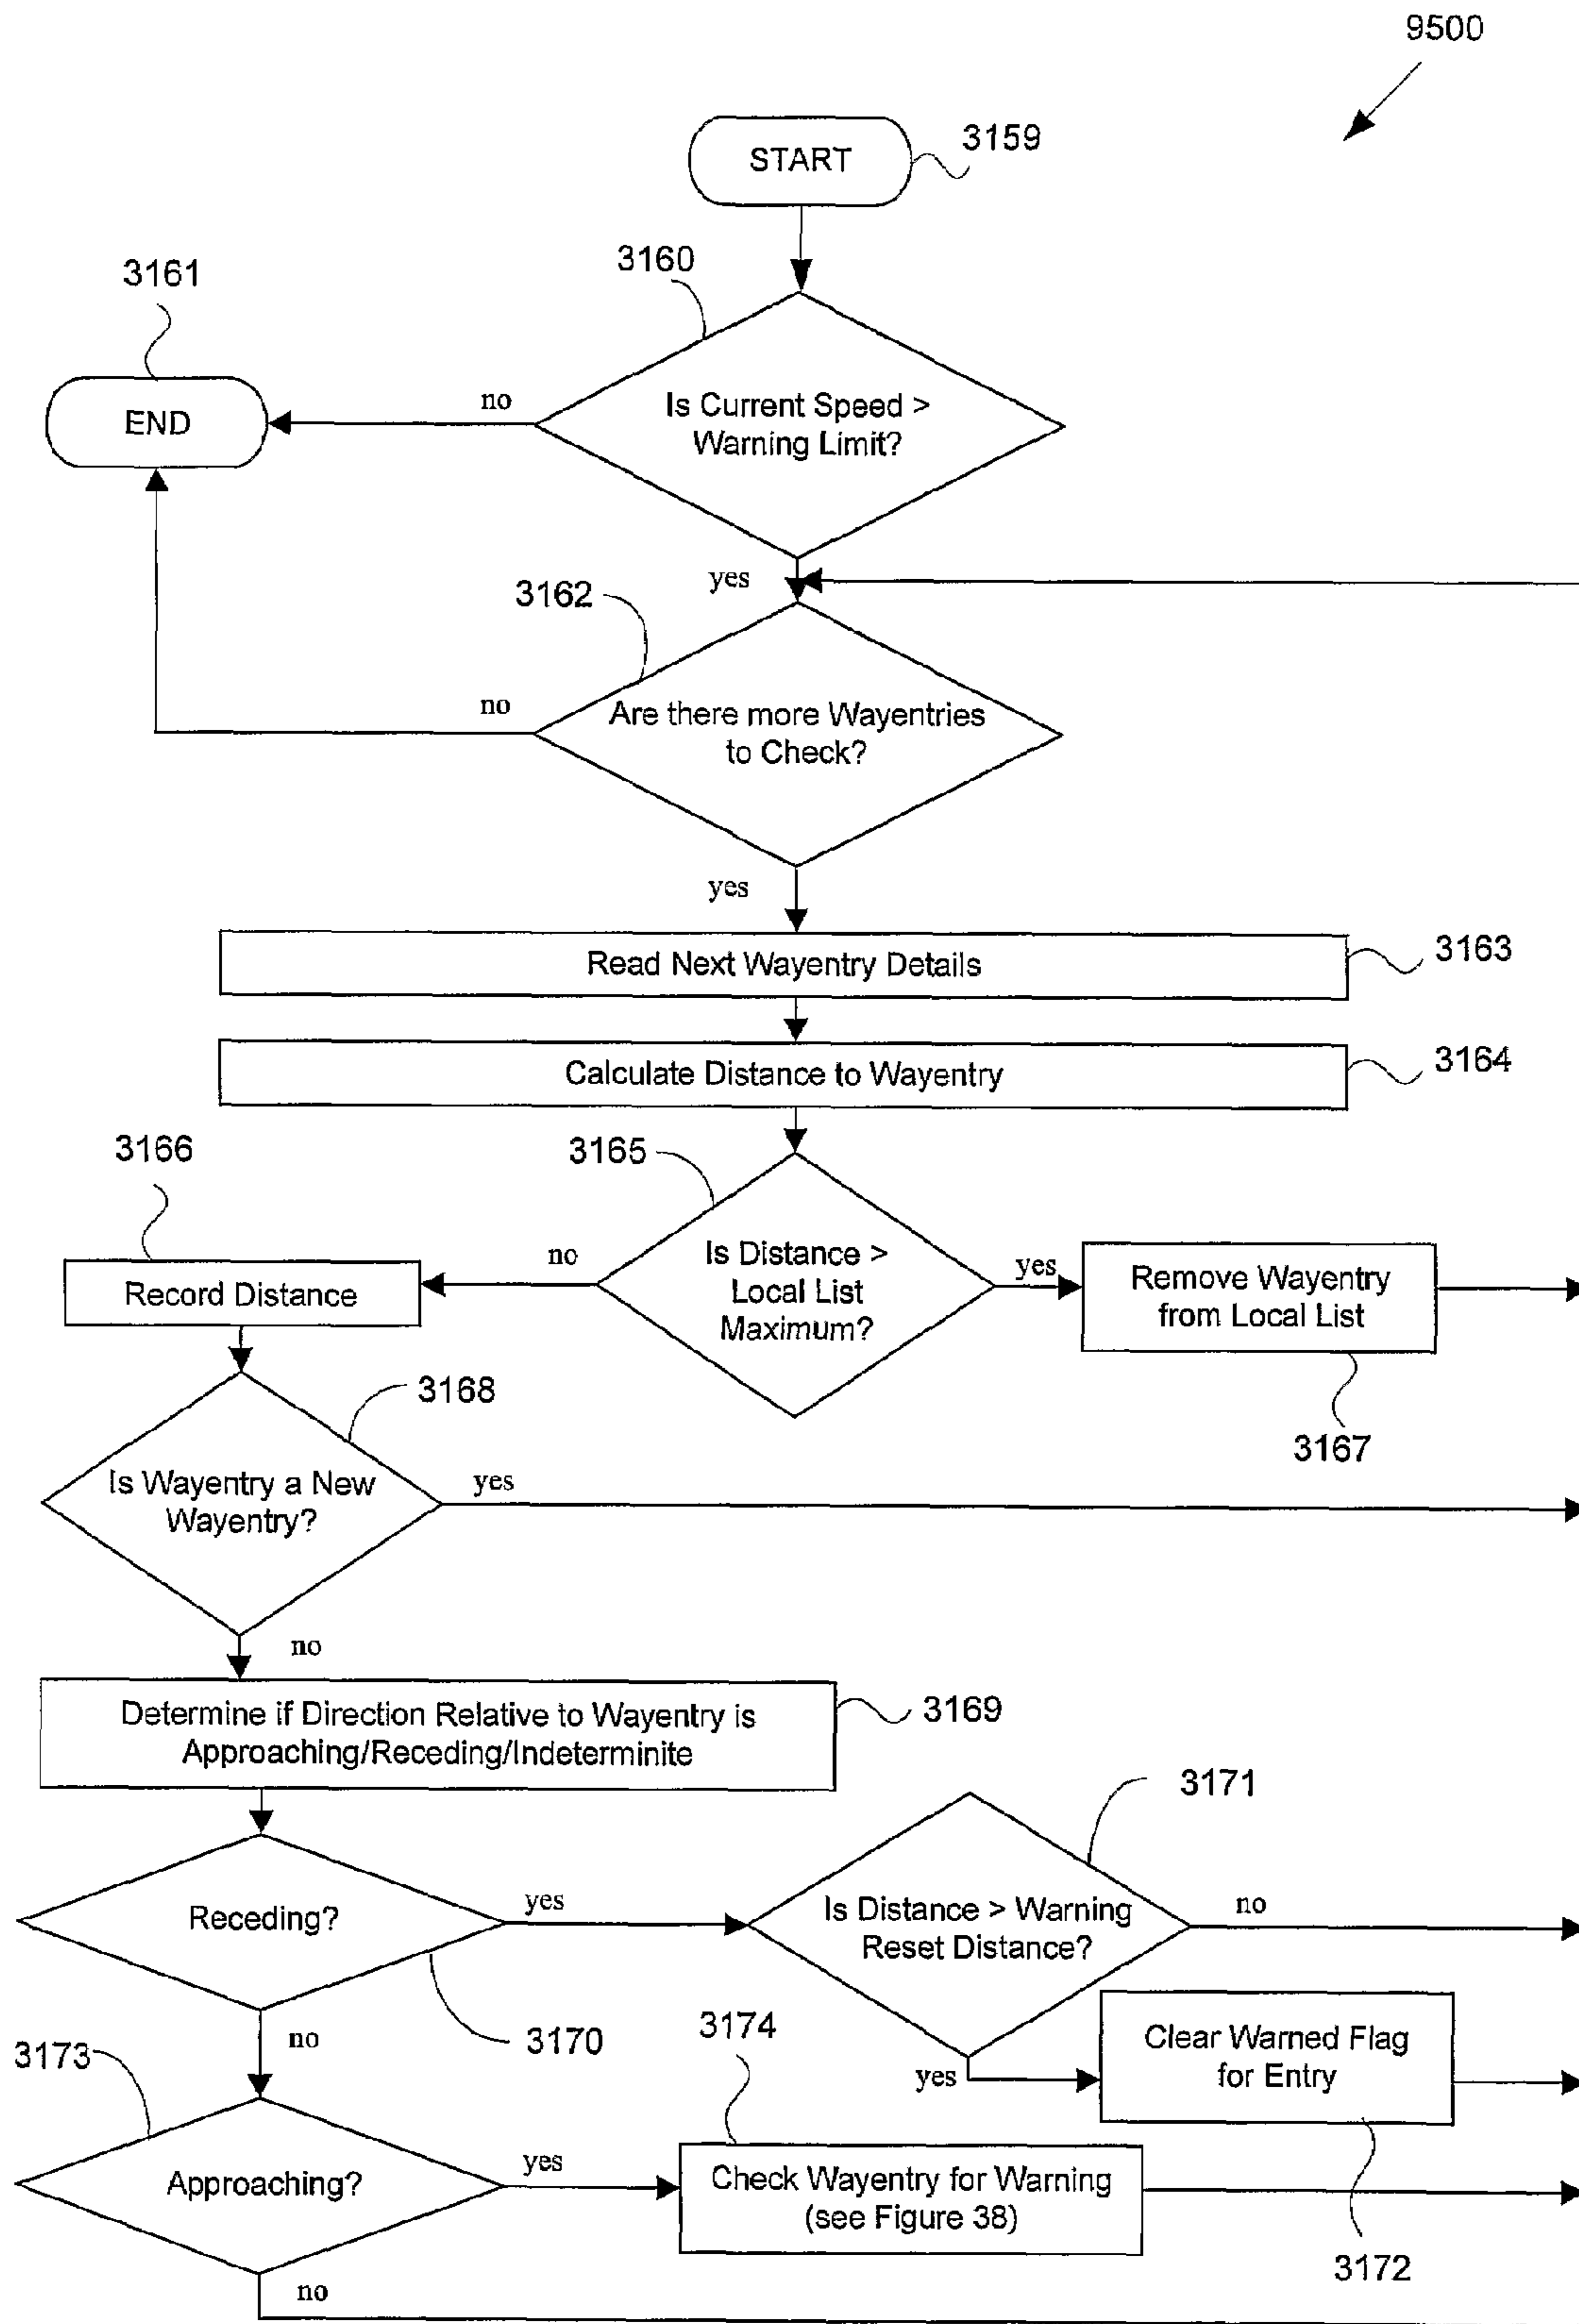 9500
START
3159
3160
3161
END
no
Is Current Speed >
Warning Limit?
yes
3162
no
Are there more Wayentries
to Check?
yes
Read Next Wayentry Details
3163
Calculate Distance to Wayentry
3164
3166
3165
Record Distance
no
Is Distance >
Local List
Maximum?
yes
Remove Wayentry
from Local List
3167
3168
Is Wayentry a New
Wayentry?
yes
no
Determine if Direction Relative to Wayentry is
Approaching/Receding/Indeterminite
3169
3171
Receding?
yes
Is Distance > Warning
Reset Distance?
no
3170
no
3174
yes
Clear Warned Flag
for Entry
3172
3173
Approaching?
yes
Check Wayentry for Warning
(see Figure 38)
no